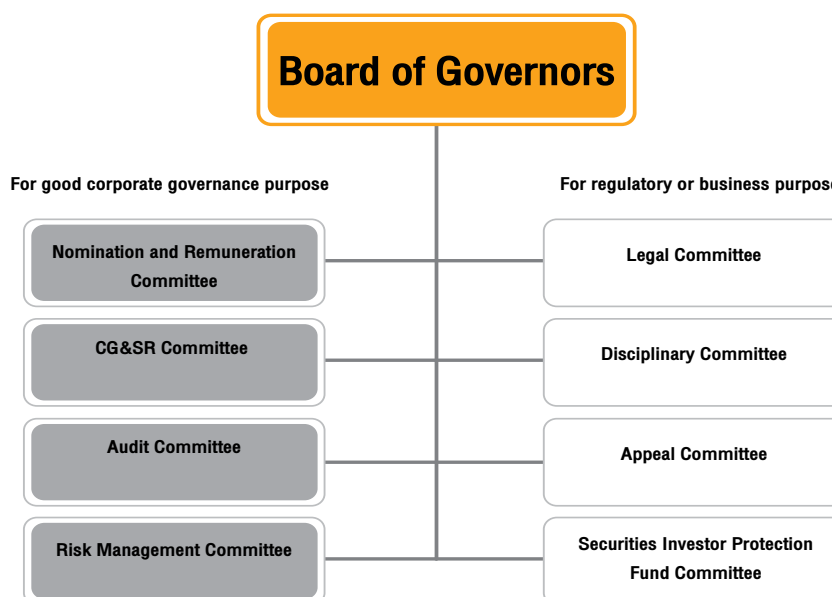 Board of Governors
For good corporate governance purpose
For regulatory or business purpose
Nomination and Remuneration
Committee
Legal Committee
CG&SR Committee
Disciplinary Committee
Audit Committee
Appeal Committee
Risk Management Committee
Securities Investor Protection
Fund Committee